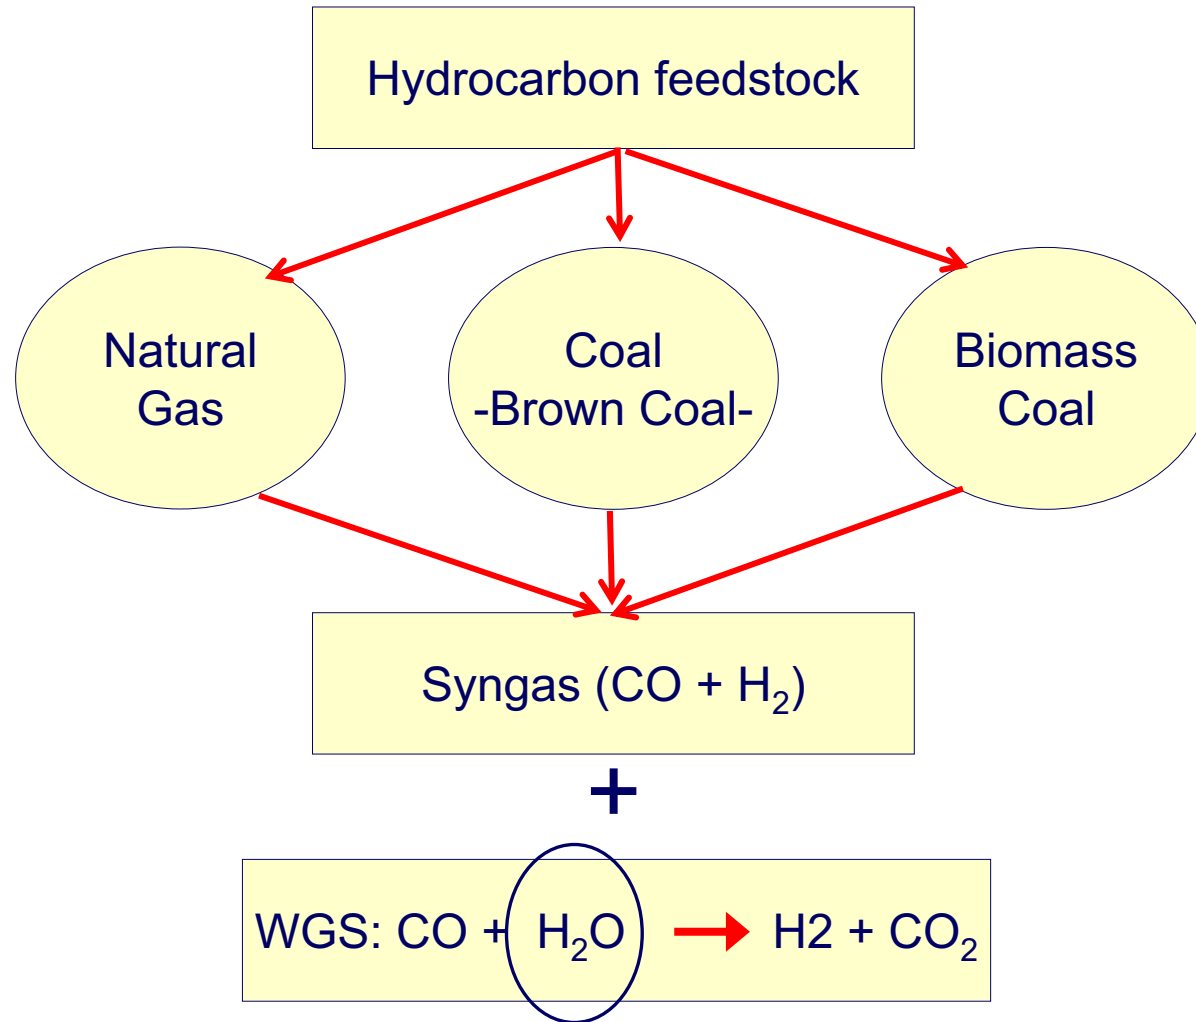 Hydrocarbon feedstock
Natural
Gas
Coal
-Brown Coal-
Biomass
Coal
Syngas (CO + H₂)
+
WGS: CO + H₂O → H2 + CO₂